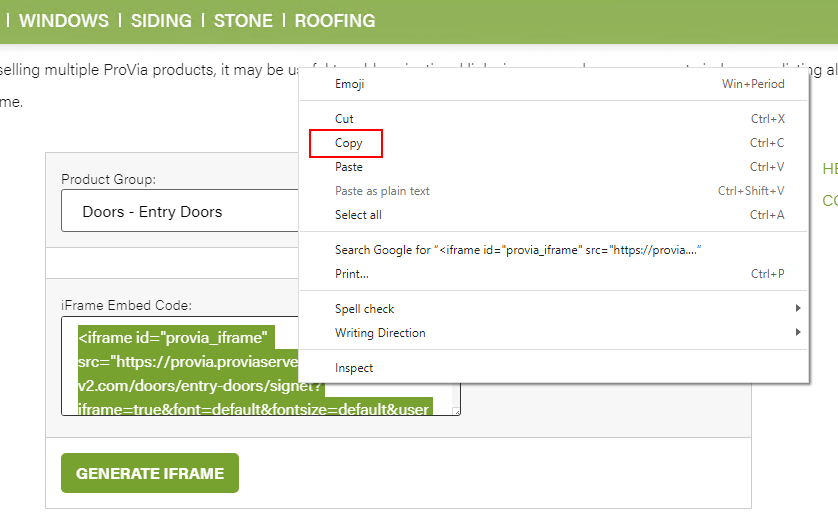 | WINDOWS | SIDING | STONE | ROOFING
selling multiple ProVia products, it may be
me.
Product Group:
Doors - Entry Doors
iFrame Embed Code:
<iframe id="provia_iframe"
src="https://provia.proviaserve
v2.com/doors/entry-doors/signet?
iframe=true&font=default&fontsize=default&user
GENERATE IFRAME
Emoji Win+Period
Cut Ctrl+X
Copy Ctrl+C
Paste Ctrl+V
Paste as plain text Ctrl+Shift+V
Select all Ctrl+A
Search Google for “<iframe id="provia_iframe" src="https://provia....”
Print... Ctrl+P
Spell check
Writing Direction
Inspect
HE
CO